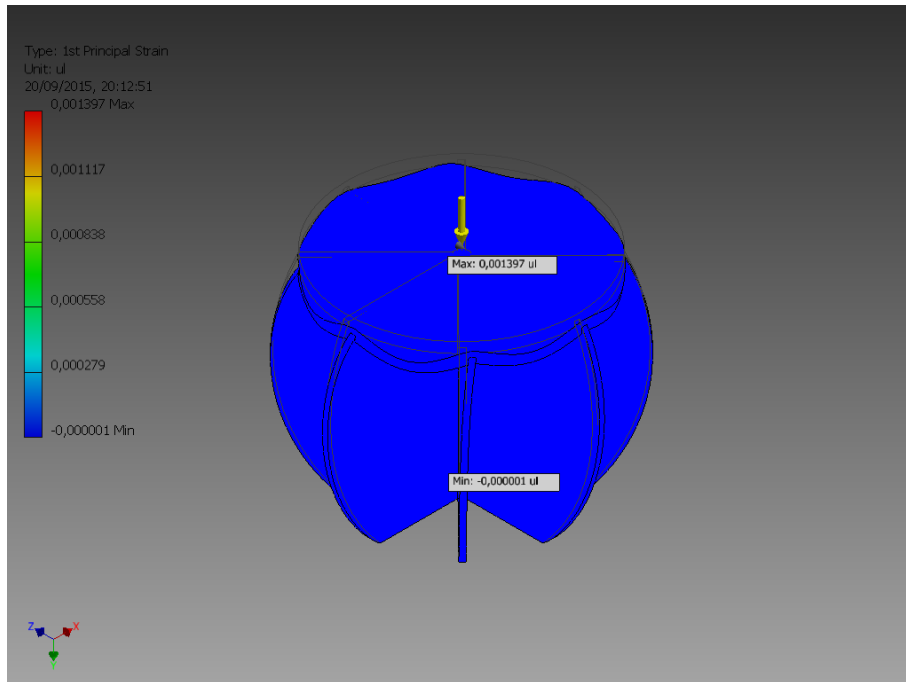 Type: 1st Principal Strain
Unit: ul
20/09/2015, 20:12:51
0,001397 Max
0,001117
0,000838
0,000558
0,000279
-0,000001 Min
Max: 0,001397 ul
Min: -0,000001 ul
Z
X